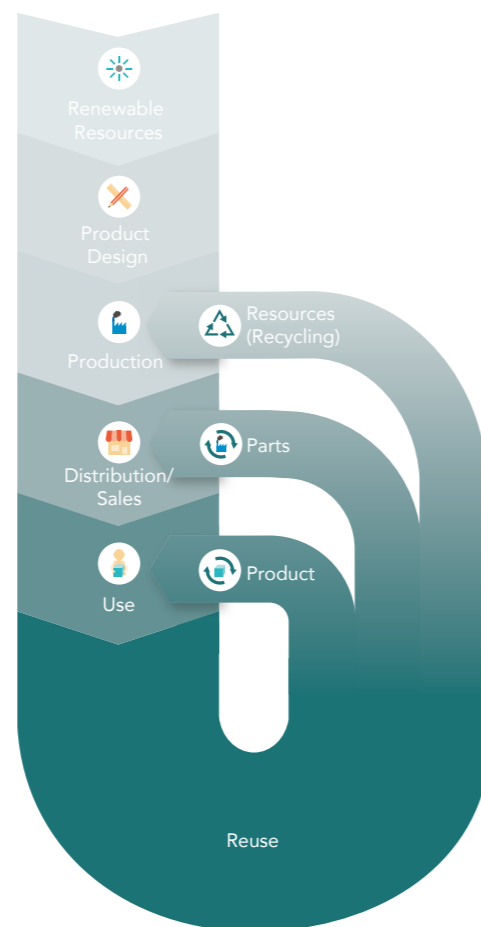 Renewable
Resources
Product
Design
Production
Resources
(Recycling)
Distribution/
Sales
Parts
Use
Product
Reuse